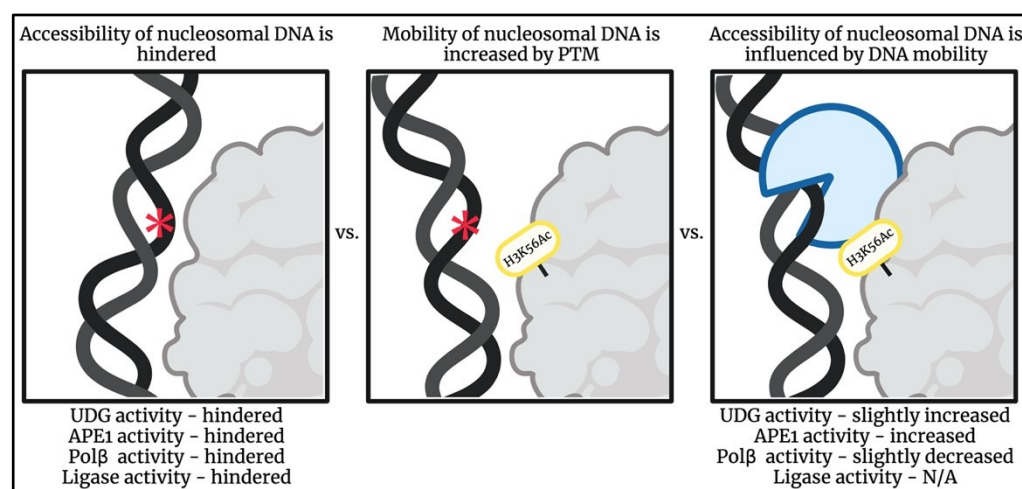 Accessibility of nucleosomal DNA is
hindered
Mobility of nucleosomal DNA is
increased by PTM
Accessibility of nucleosomal DNA is
influenced by DNA mobility
vs.
H3K56Ac
vs.
H3K56Ac
UDG activity - hindered
APE1 activity - hindered
Polβ activity - hindered
Ligase activity - hindered
UDG activity - slightly increased
APE1 activity - increased
Polβ activity - slightly decreased
Ligase activity - N/A